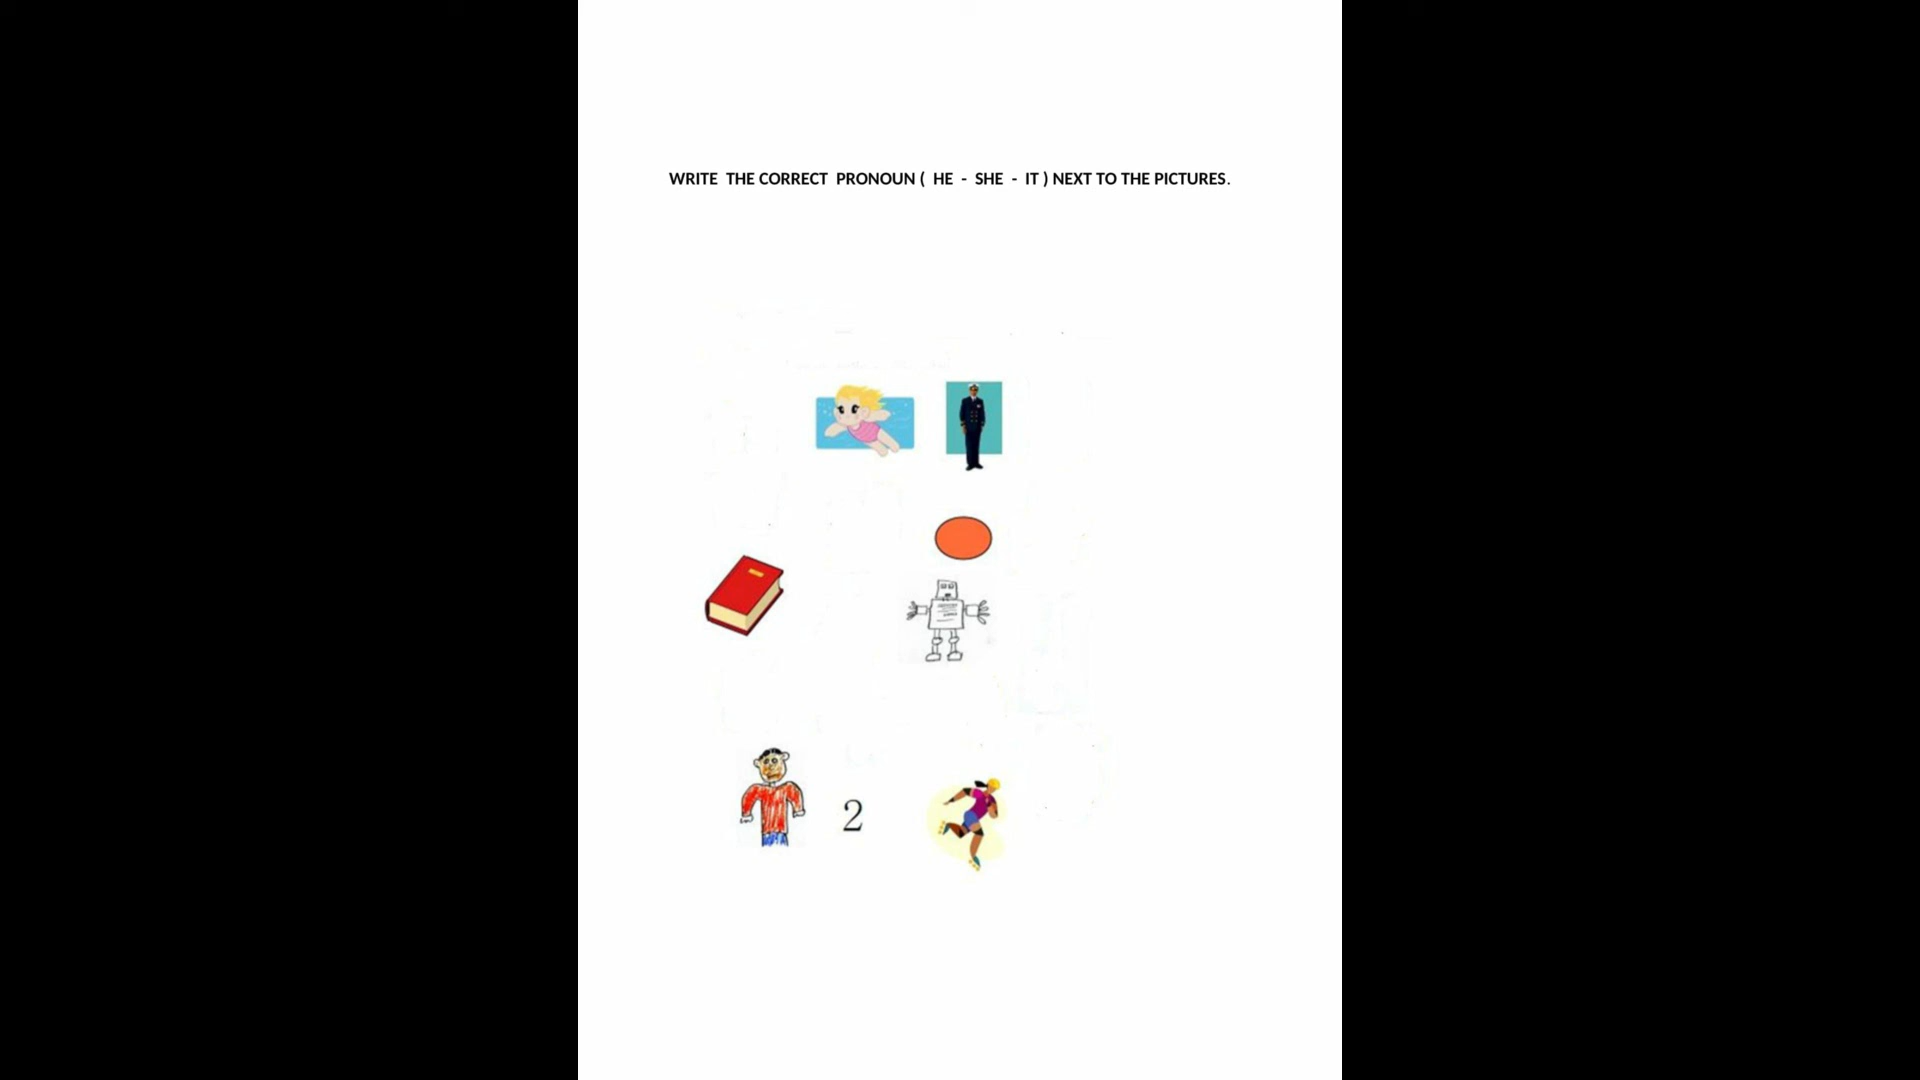 WRITE THE CORRECT PRONOUN ( HE - SHE - IT ) NEXT TO THE PICTURES.
2